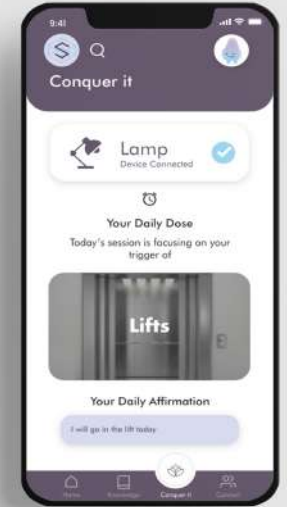 9:41
S
Conquer it
Lamp
Device Connected
Your Daily Dose
Today's session is focusing on your
trigger of
Lifts
Your Daily Affirmation
I will go in the lift today
Home
Knowledge
Conquer it
Connect